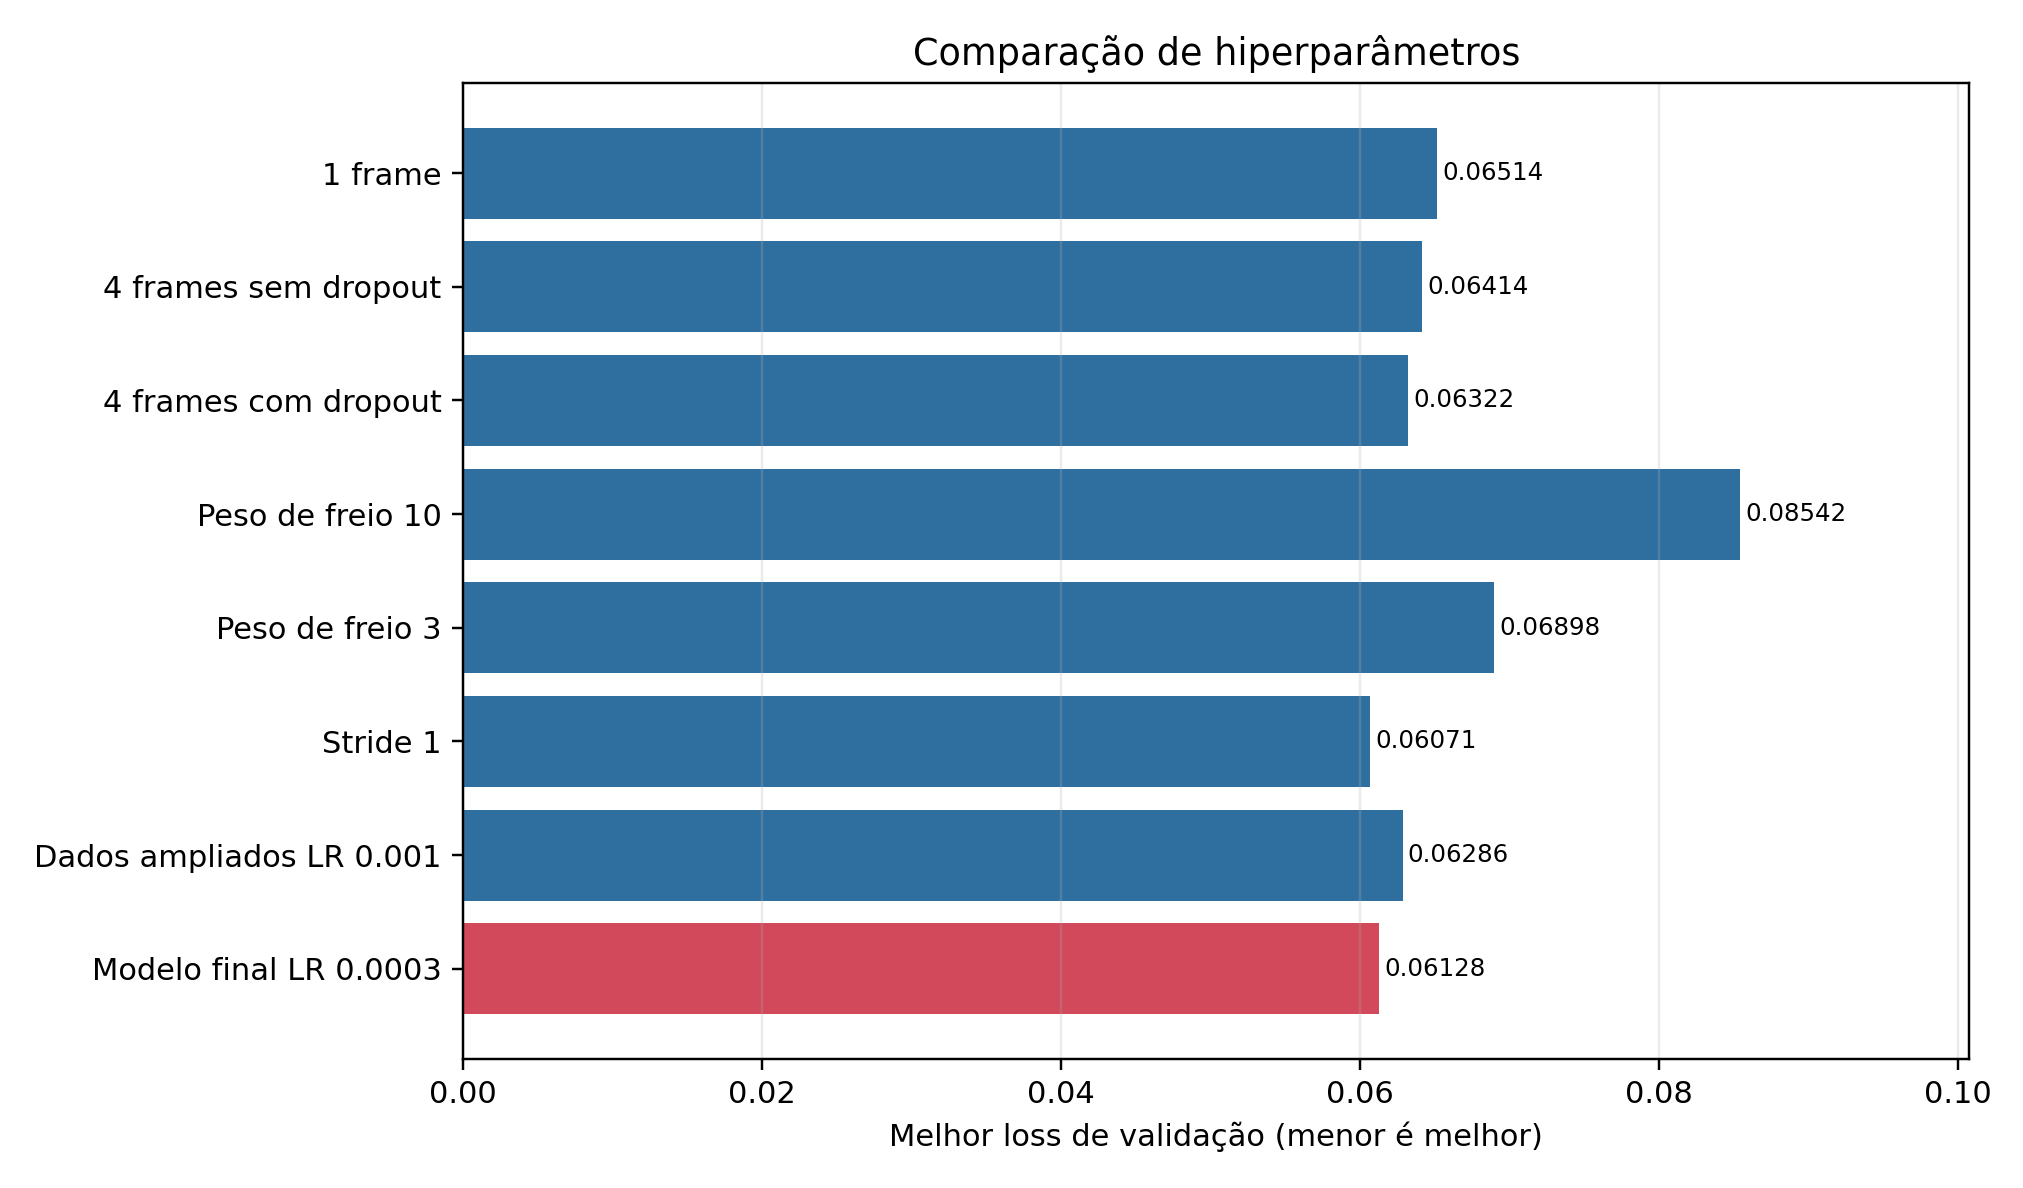 Comparação de hiperparâmetros
1 frame
0.06514
4 frames sem dropout
0.06414
4 frames com dropout
0.06322
Peso de freio 10
0.08542
Peso de freio 3
0.06898
Stride 1
0.06071
Dados ampliados LR 0.001
0.06286
Modelo final LR 0.0003
0.06128
0.00 0.02 0.04 0.06 0.08 0.10
Melhor loss de validação (menor é melhor)